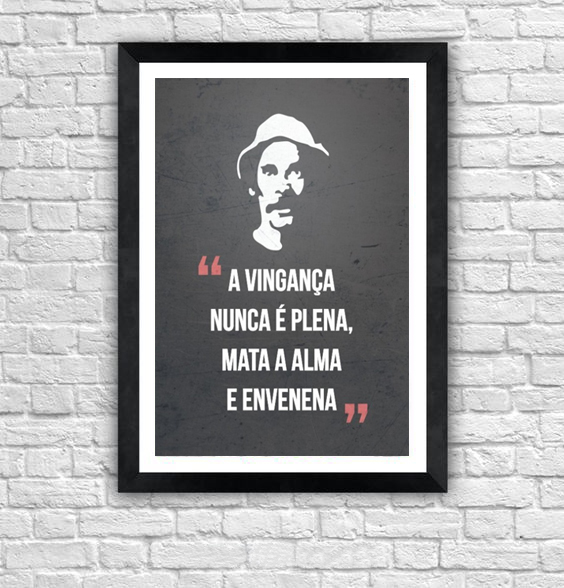 “ A VINGANÇA
NUNCA É PLENA,
MATA A ALMA
E ENVENENA ”